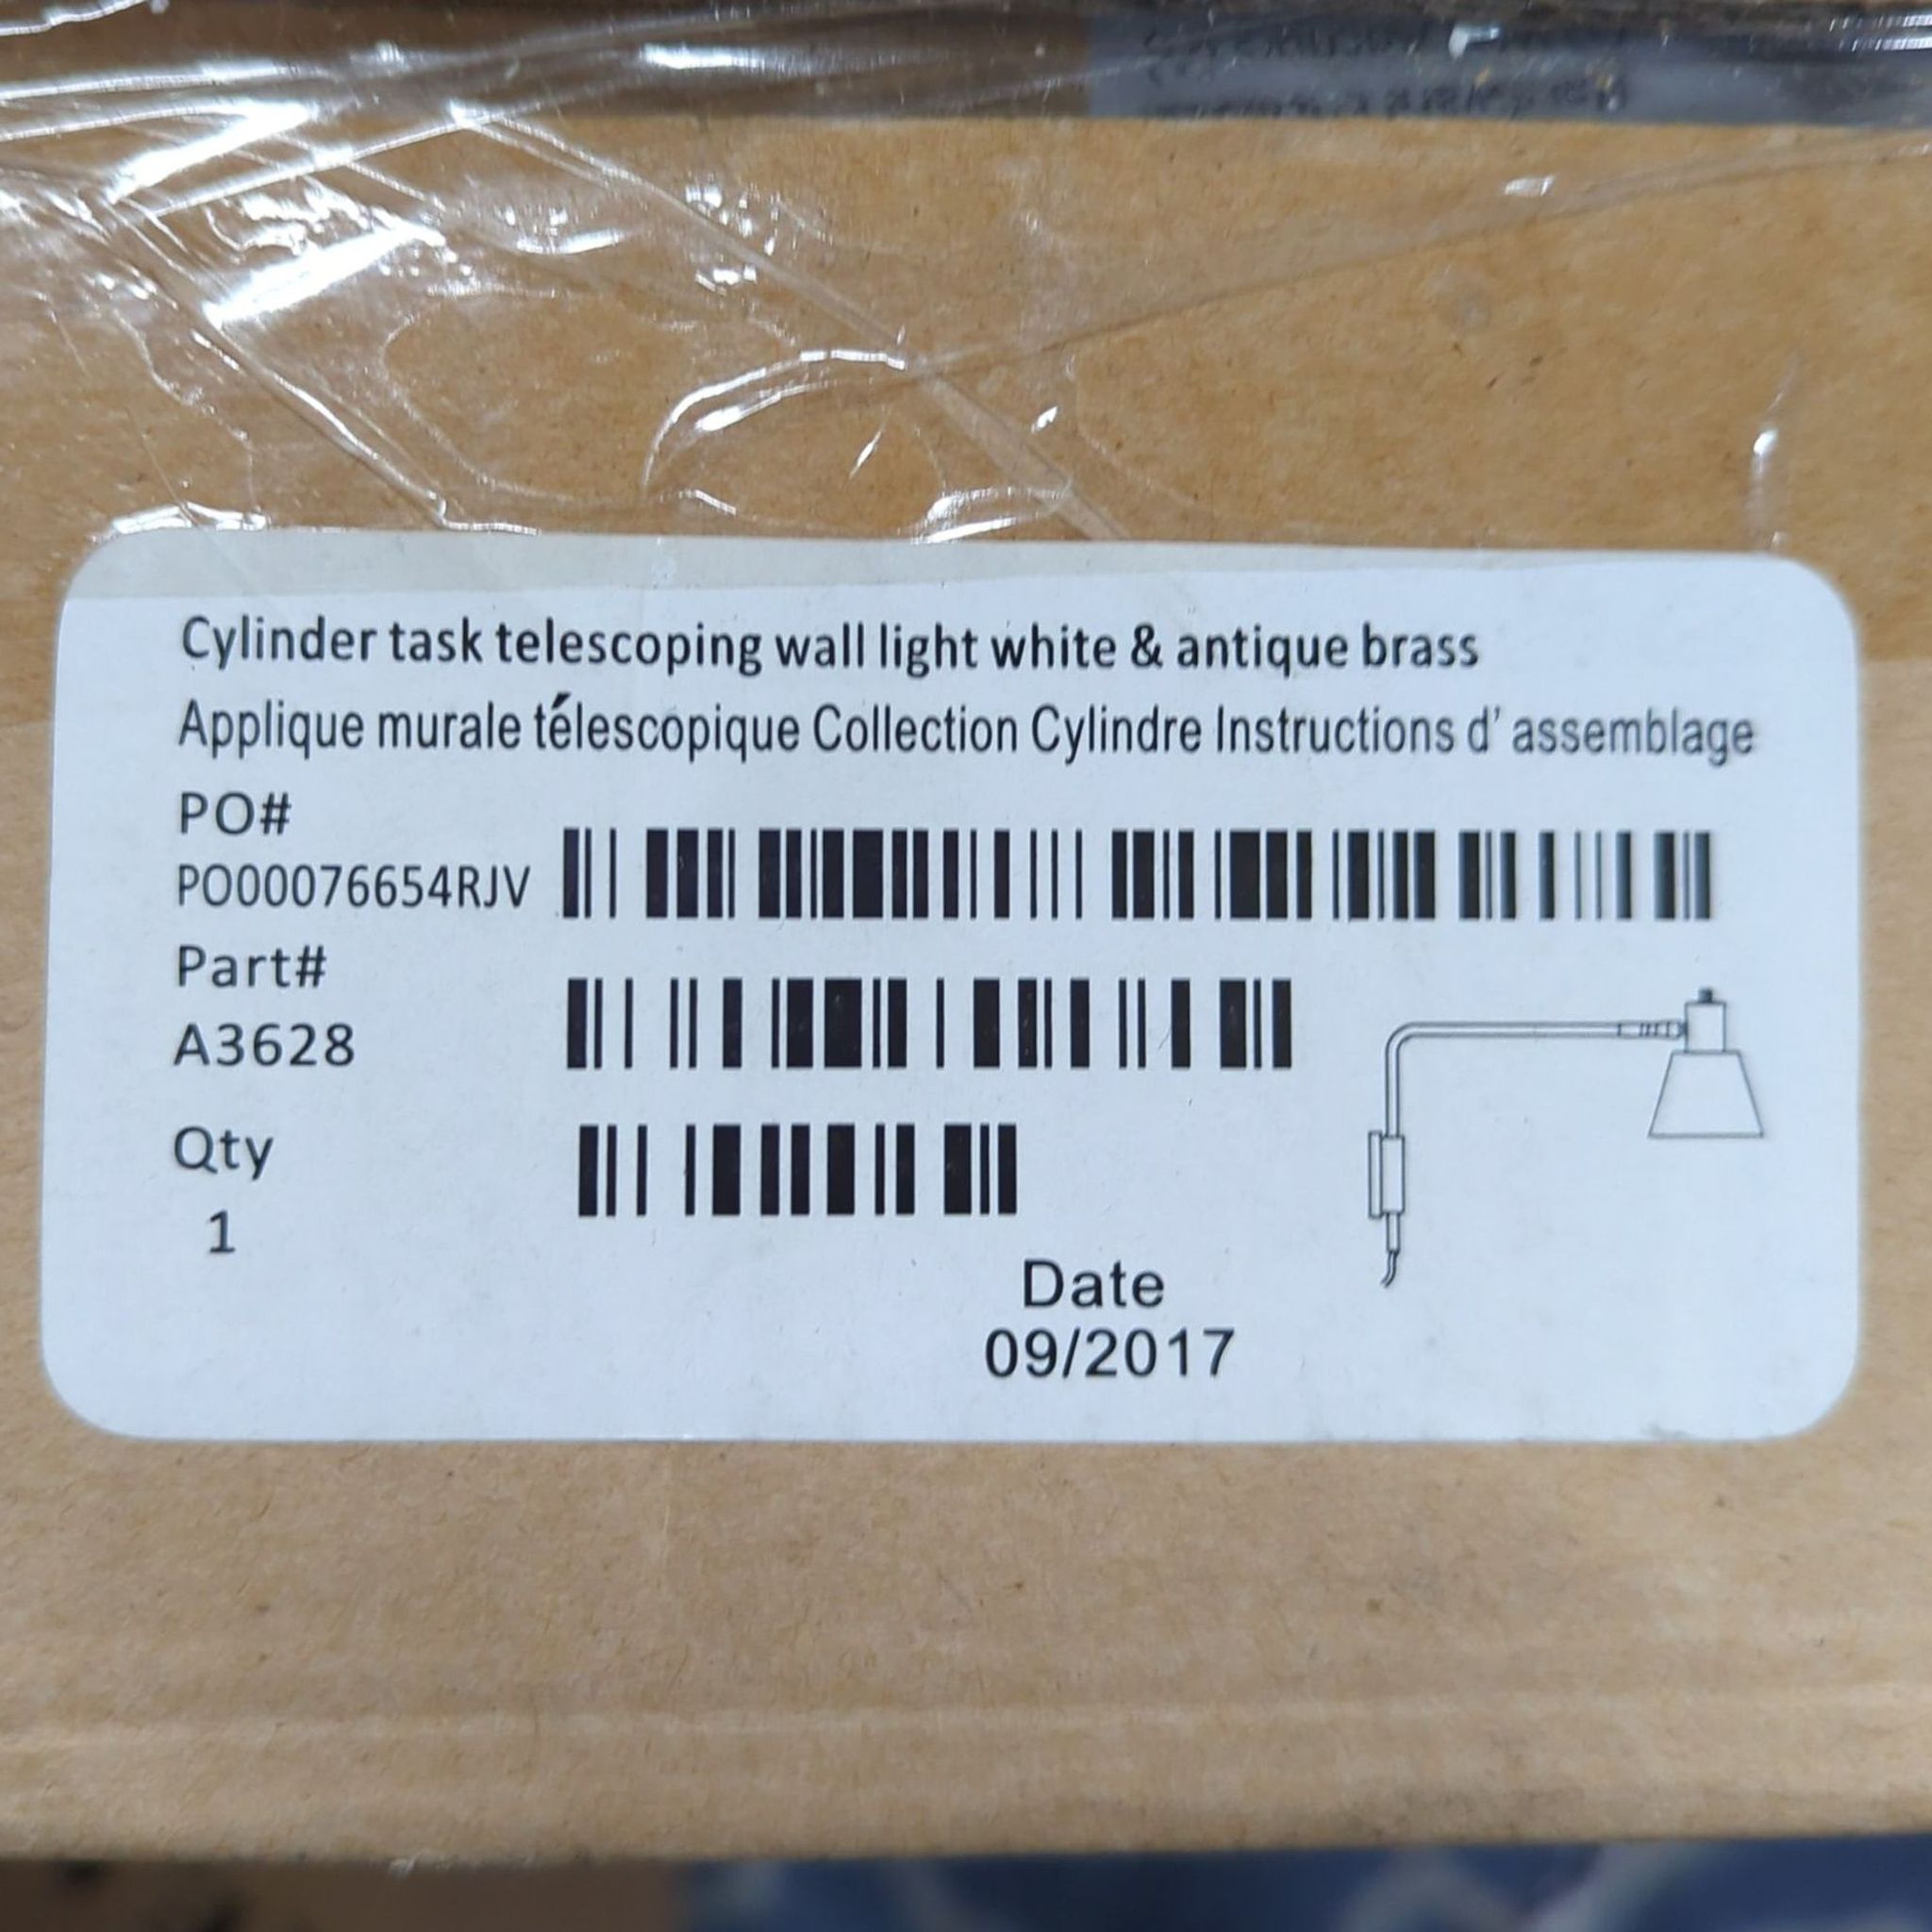 Cylinder task telescoping wall light white & antique brass
Applique murale télescopique Collection Cylindre Instructions d' assemblage
PO#
PO00076654RJV
Part#
A3628
Qty
1
Date
09/2017